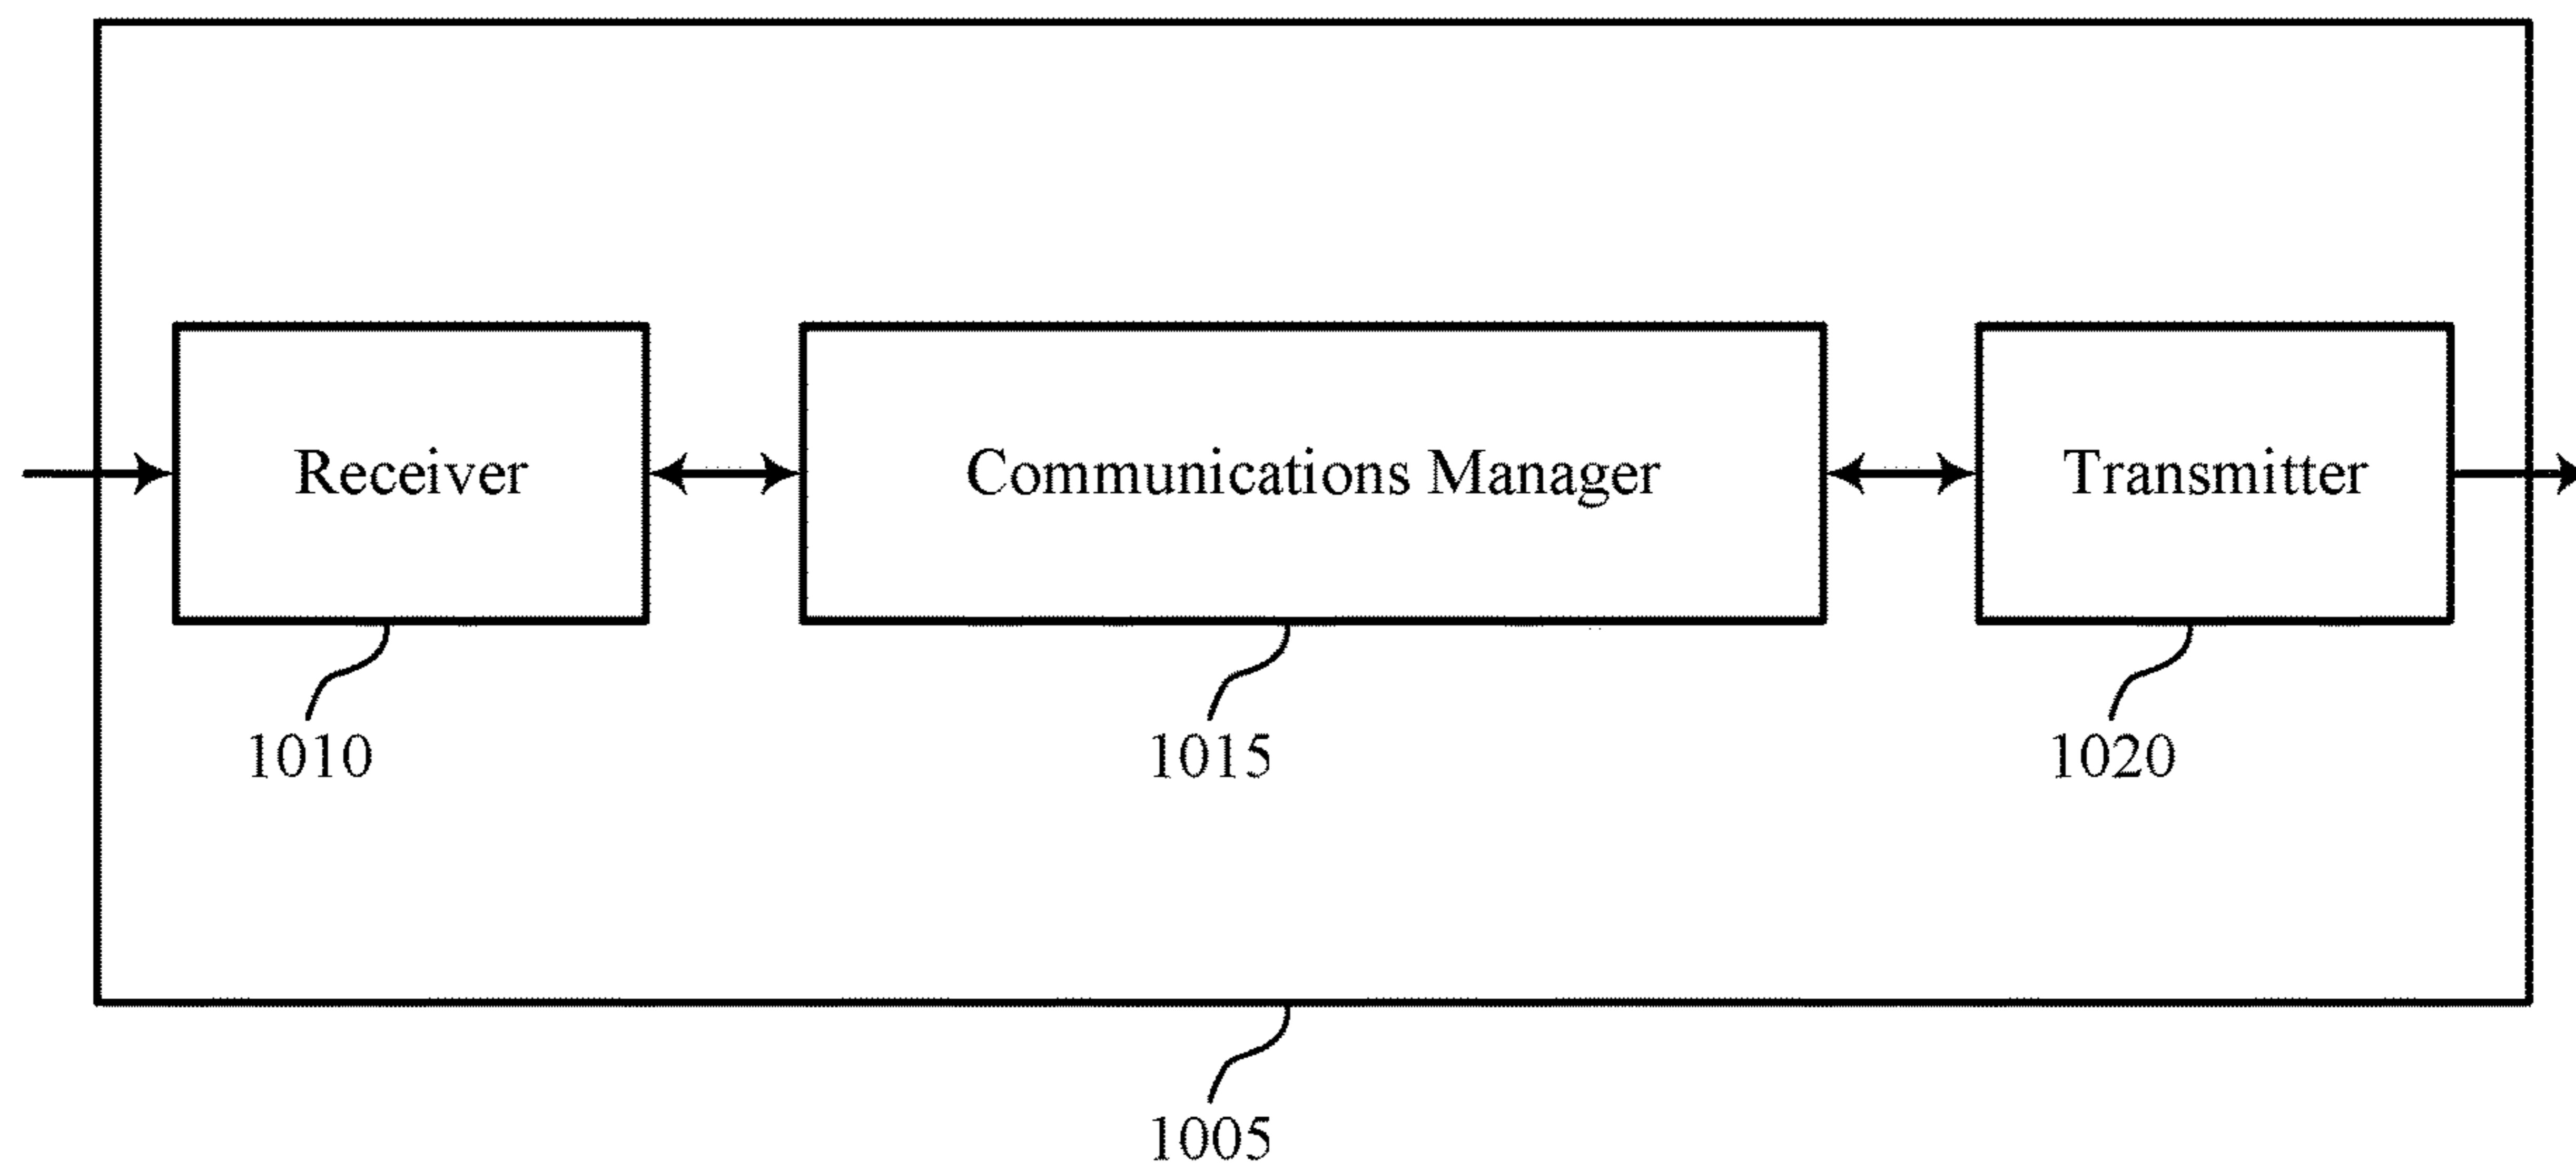 Receiver
Communications Manager
Transmitter
1010
1015
1020
1005